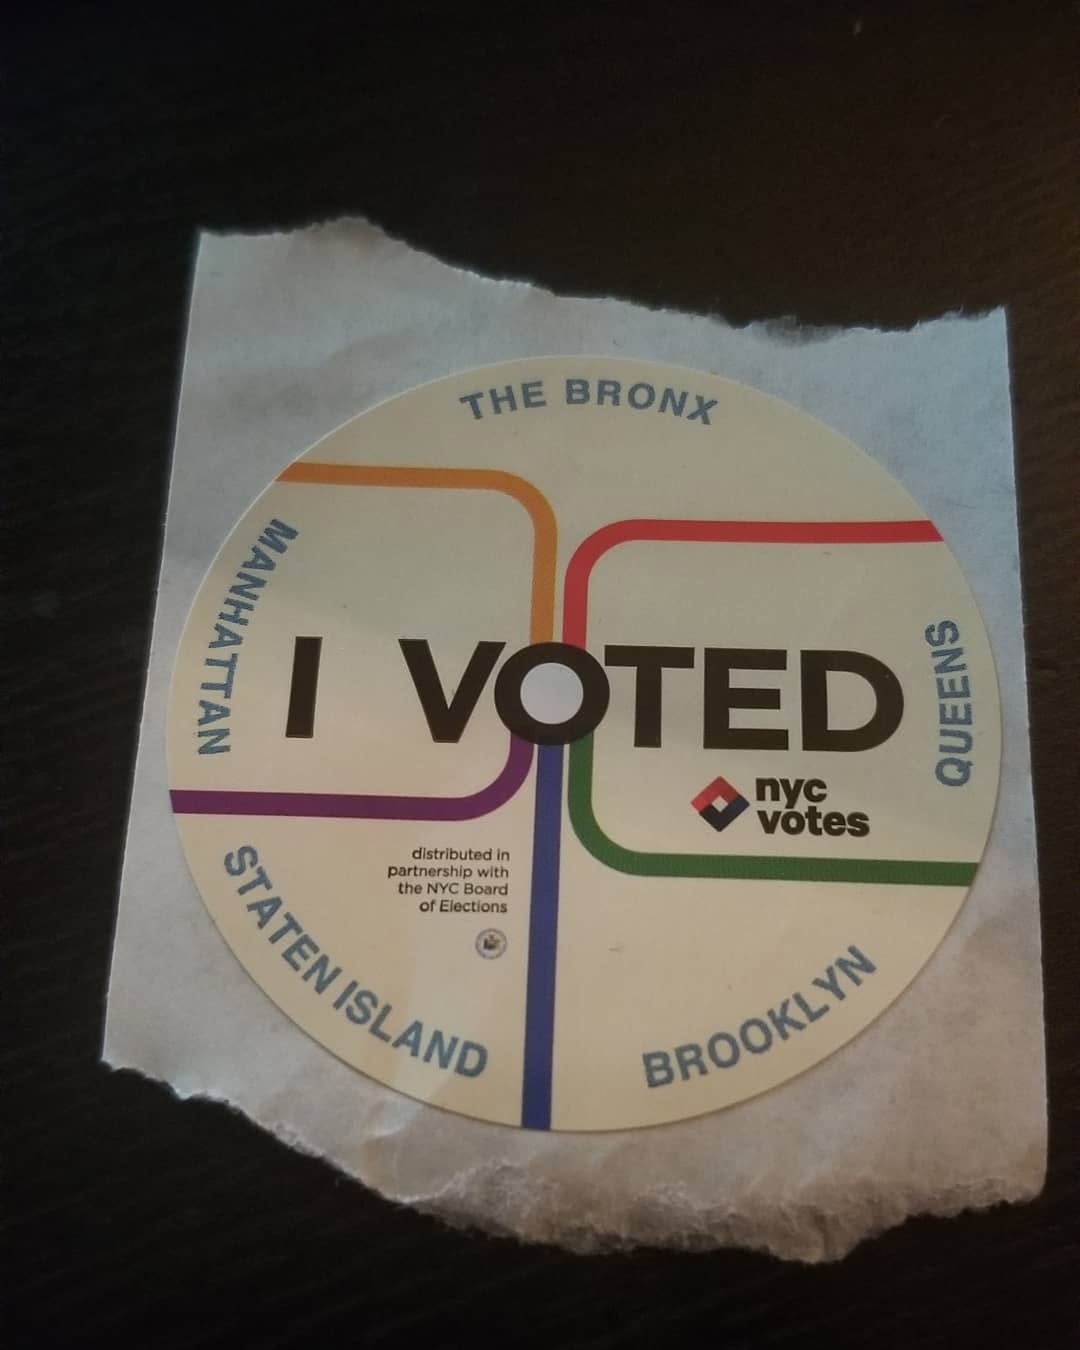 THE BRONX
MANHATTAN
QUEENS
I VOTED
nyc
votes
distributed in
partnership with
the NYC Board
of Elections
STATEN ISLAND
BROOKLYN